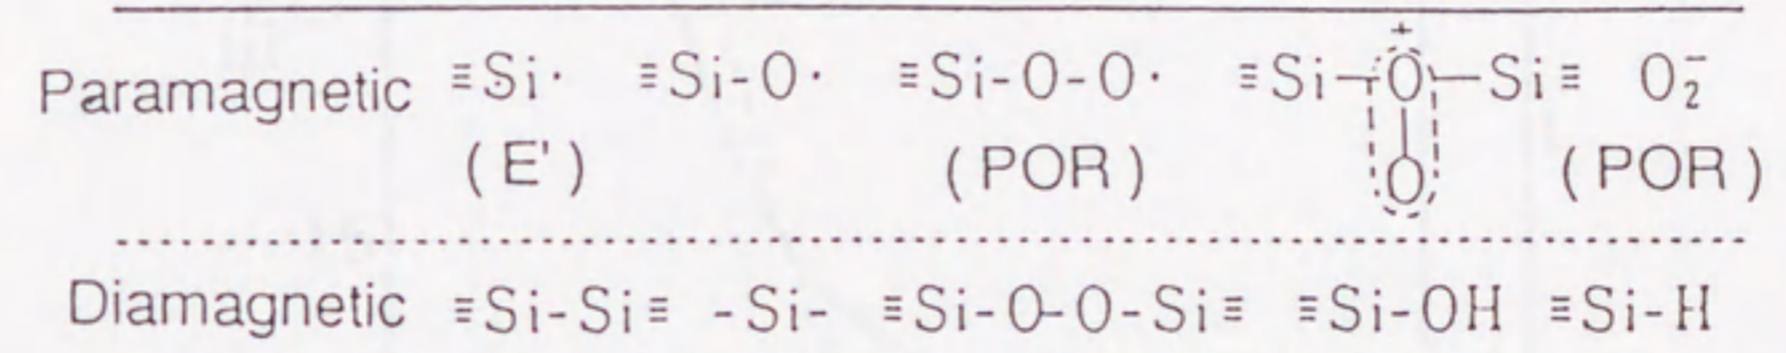 +
Paramagnetic ≡Si· ≡Si-O· ≡Si-O-O· ≡Si-O-Si≡ O₂⁻
(E') (POR) O (POR)
Diamagnetic ≡Si-Si≡ -Si- ≡Si-O-O-Si≡ ≡Si-OH ≡Si-H